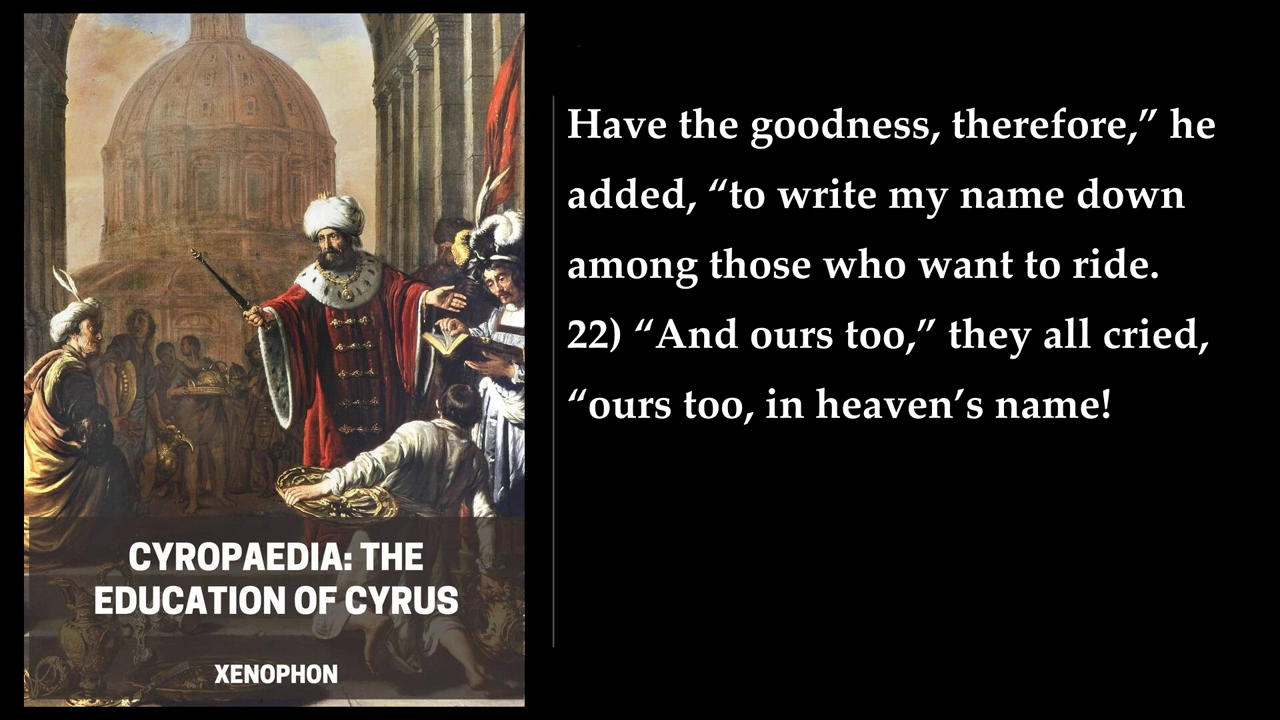 Have the goodness, therefore,” he
added, “to write my name down
among those who want to ride.
22) “And ours too,” they all cried,
“ours too, in heaven’s name!
CYROPAEDIA: THE
EDUCATION OF CYRUS
XENOPHON